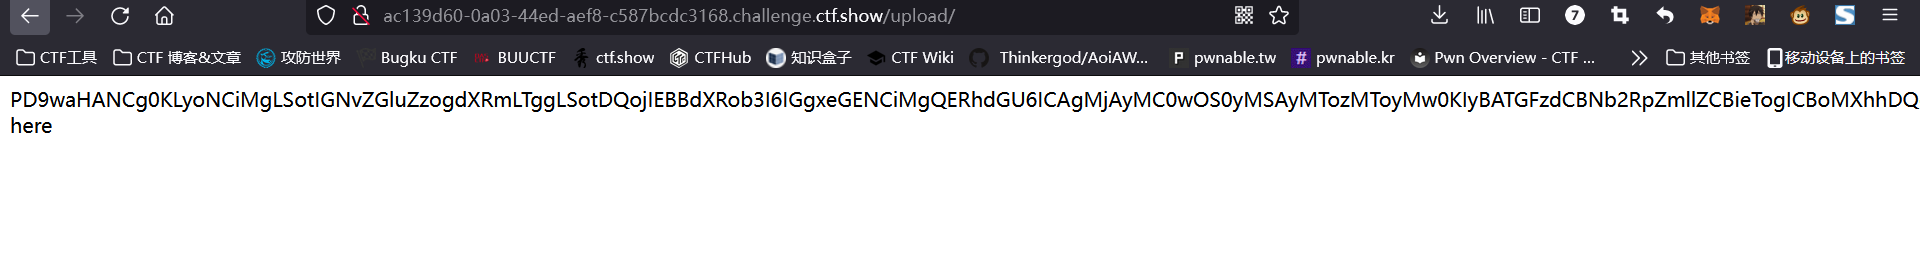 ac139d60-0a03-44ed-aef8-c587bcdc3168.challenge.ctf.show/upload/
7
CTF工具 CTF 博客&文章 攻防世界 Bugku CTF BUUCTF ctf.show CTFHub 知识盒子 CTF Wiki Thinkergod/AoiAW... P pwnable.tw # pwnable.kr Pwn Overview - CTF ... 其他书签 移动设备上的书签
PD9waHANCg0KLyoNCiMgLSotIGNvZGluZzogdXRmLTggLSotDQojIEBBdXRob3I6IGgxeGENCiMgQERhdGU6ICAgMjAyMC0wOS0yMSAyMTozMToyMw0KIyBATGFzdCBNb2RpZmllZCBieTogICBoMXhhDQ
here